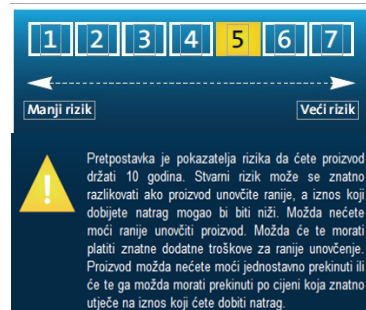 1 2 3 4 5 6 7
Manji rizik Veći rizik
Pretpostavka je pokazatelja rizika da ćete proizvod
držati 10 godina. Stvarni rizik može se znatno
razlikovati ako proizvod unovčite ranije, a iznos koji
dobijete natrag mogao bi biti niži. Možda nećete
moći ranije unovčiti proizvod. Možda će te morati
platiti znatne dodatne troškove za ranije unovčenje.
Proizvod možda nećete moći jednostavno prekinuti ili
će te ga možda morati prekinuti po cijeni koja znatno
utječe na iznos koji ćete dobiti natrag.